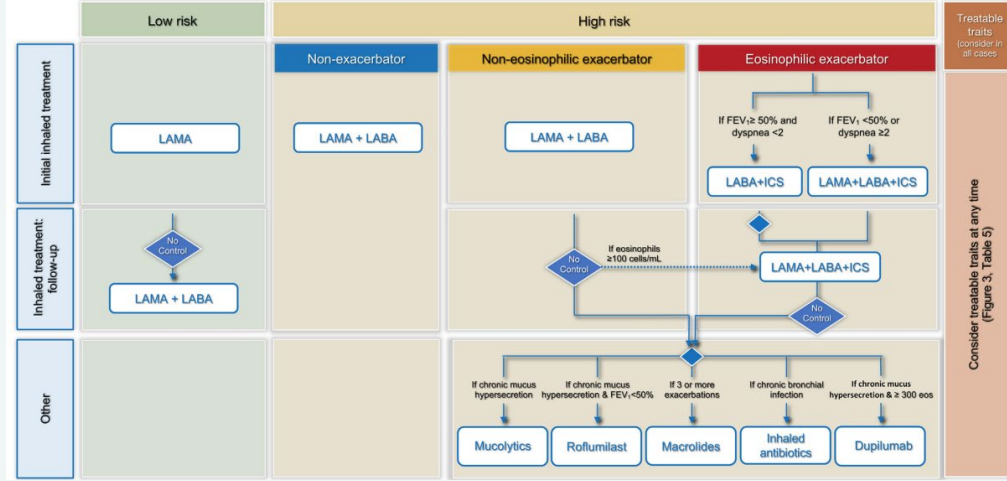 Low risk
High risk
Treatable
traits
(consider in
all cases
Non-exacerbator
Non-eosinophilic exacerbator
Eosinophilic exacerbator
Initial inhaled treatment
LAMA
LAMA + LABA
LAMA + LABA
If FEV₁≥ 50% and
dyspnea <2
If FEV₁ <50% or
dyspnea ≥2
LABA+ICS
LAMA+LABA+ICS
Inhaled treatment:
follow-up
No
Control
LAMA + LABA
No
Control
If eosinophils
≥100 cells/mL
LAMA+LABA+ICS
No
Control
Other
If chronic mucus
hypersecretion
If chronic mucus
hypersecretion & FEV₁<50%
If 3 or more
exacerbations
If chronic bronchial
infection
If chronic mucus
hypersecretion & ≥ 300 eos
Mucolytics
Roflumilast
Macrolides
Inhaled
antibiotics
Dupilumab
Consider treatable traits at any time
(Figure 3, Table 5)